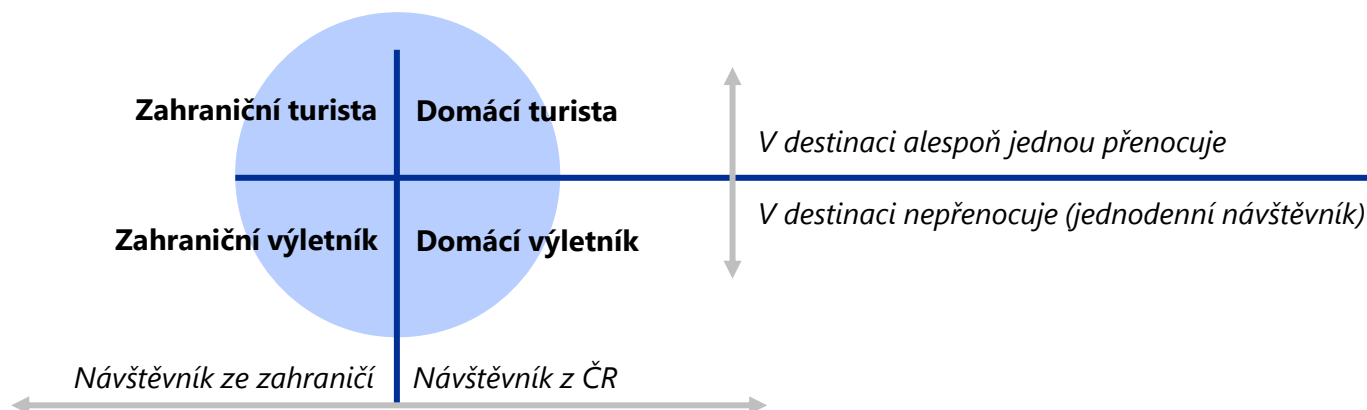 Zahraniční turista
Domácí turista
V destinaci alespoň jednou přenocuje
V destinaci nepřenocuje (jednodenní návštěvník)
Zahraniční výletník
Domácí výletník
Návštěvník ze zahraničí
Návštěvník z ČR